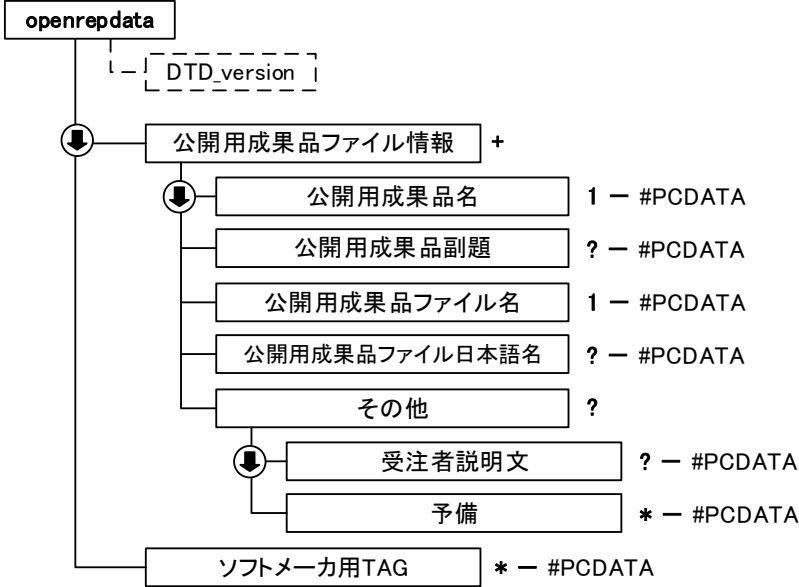 openrepdata
DTD_version
公開用成果品ファイル情報 +
公開用成果品名 1 ー #PCDATA
公開用成果品副題 ? ー #PCDATA
公開用成果品ファイル名 1 ー #PCDATA
公開用成果品ファイル日本語名 ? ー #PCDATA
その他 ?
受注者説明文 ? ー #PCDATA
予備 * ー #PCDATA
ソフトメーカ用TAG * ー #PCDATA